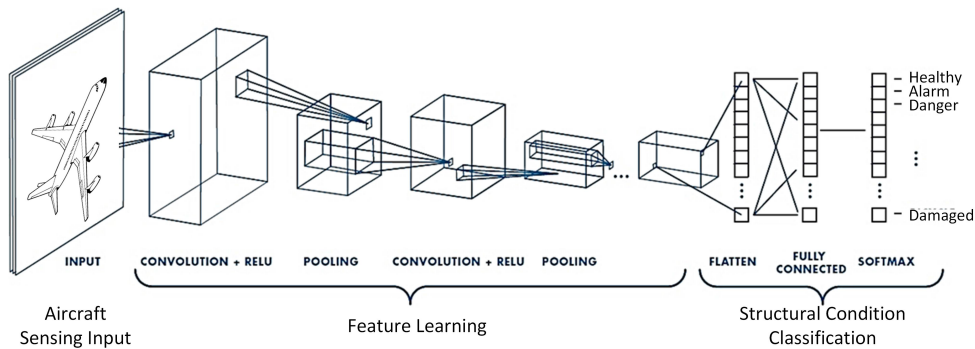 Healthy
Alarm
Danger
Damaged
INPUT
CONVOLUTION + RELU
POOLING
CONVOLUTION + RELU
POOLING
FLATTEN
FULLY
CONNECTED
SOFTMAX
Aircraft
Sensing Input
Feature Learning
Structural Condition
Classification